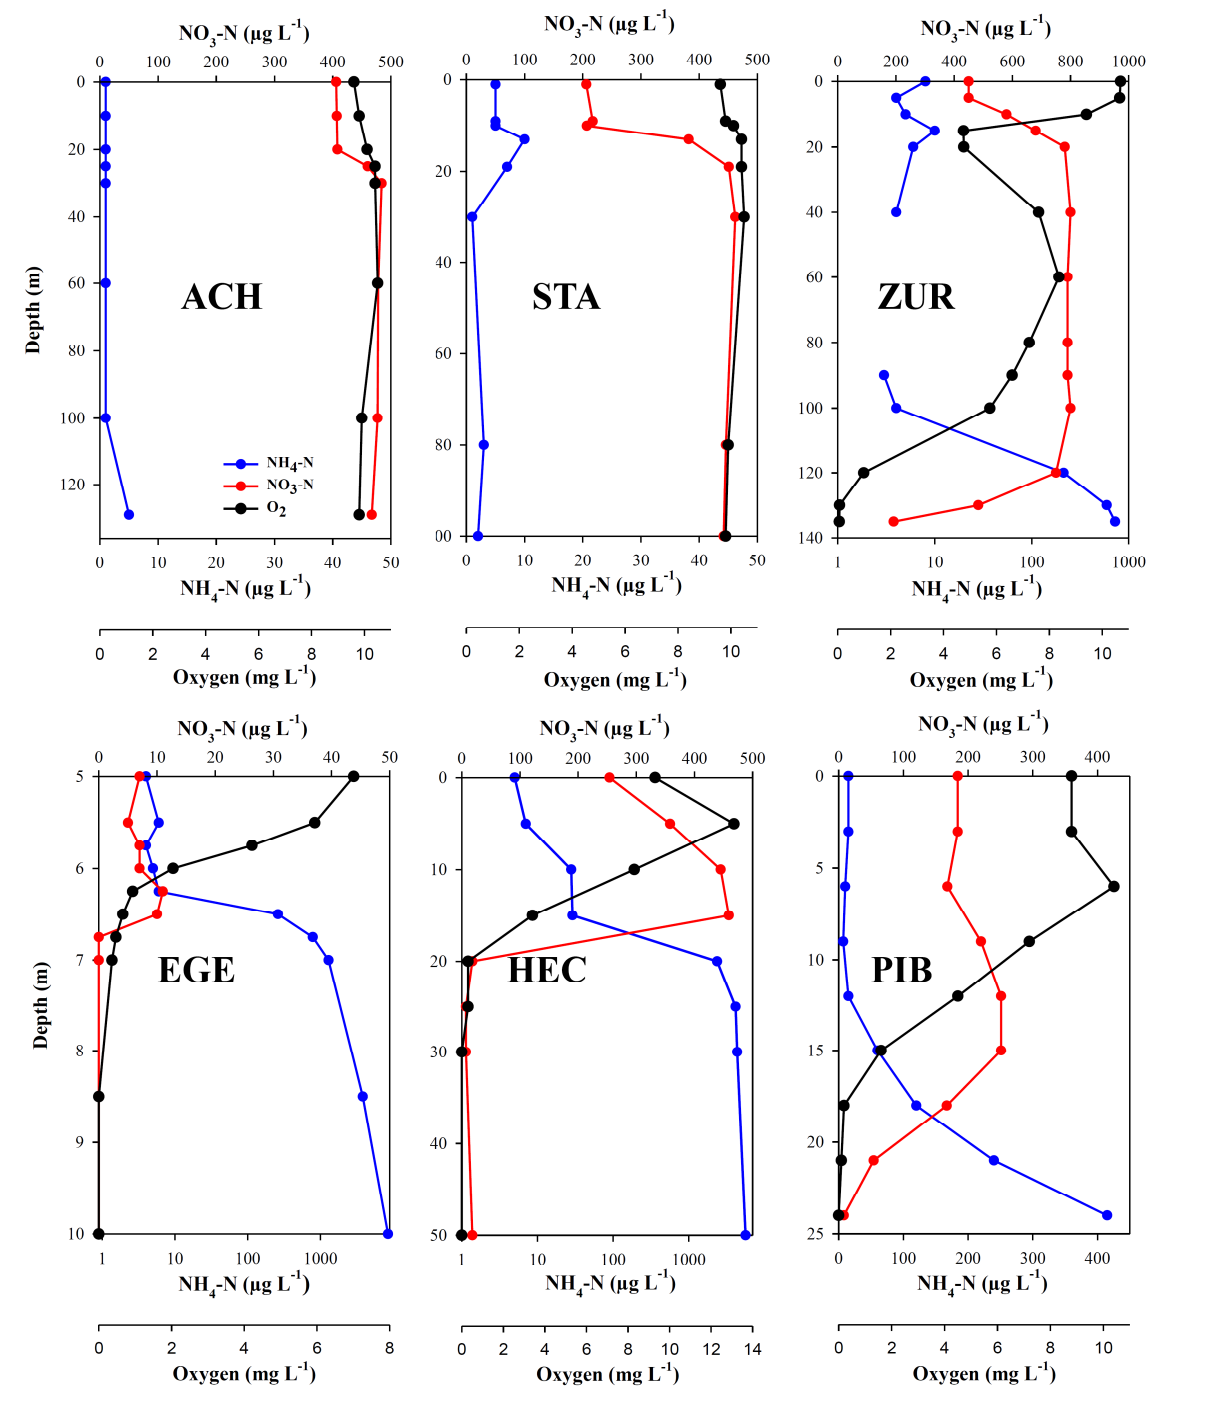 NO3-N (µg L-1)
0 100 200 300 400 500
0
20
40
60
80
100
120
Depth (m)
ACH
NH4-N
NO3-N
O2
0 10 20 30 40 50
NH4-N (µg L-1)
0 2 4 6 8 10
Oxygen (mg L-1)
NO3-N (µg L-1)
0 100 200 300 400 500
0
20
40
60
80
00
STA
0 10 20 30 40 50
NH4-N (µg L-1)
0 2 4 6 8 10
Oxygen (mg L-1)
NO3-N (µg L-1)
0 200 400 600 800 1000
0
20
40
60
80
100
120
140
ZUR
1 10 100 1000
NH4-N (µg L-1)
0 2 4 6 8 10
Oxygen (mg L-1)
NO3-N (µg L-1)
0 10 20 30 40 50
5
6
7
8
9
10
Depth (m)
EGE
1 10 100 1000
NH4-N (µg L-1)
0 2 4 6 8
Oxygen (mg L-1)
NO3-N (µg L-1)
0 100 200 300 400 500
0
10
20
30
40
50
HEC
1 10 100 1000
NH4-N (µg L-1)
0 2 4 6 8 10 12 14
Oxygen (mg L-1)
NO3-N (µg L-1)
0 100 200 300 400
0
5
10
15
20
25
PIB
0 100 200 300 400
NH4-N (µg L-1)
0 2 4 6 8 10
Oxygen (mg L-1)